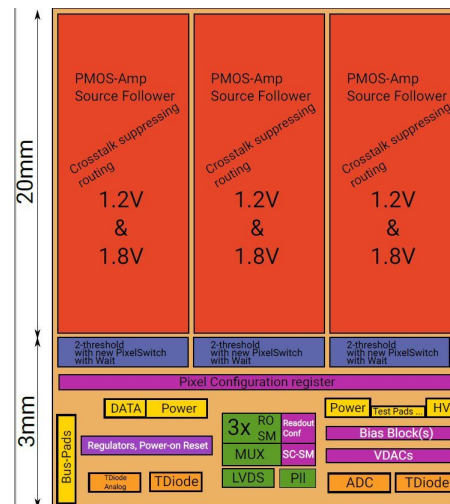 20mm
3mm
PMOS-Amp
Source Follower
Crosstalk suppressing
routing
1.2V
&
1.8V
PMOS-Amp
Source Follower
Crosstalk suppressing
routing
1.2V
&
1.8V
PMOS-Amp
Source Follower
Crosstalk suppressing
routing
1.2V
&
1.8V
2-threshold
with new PixelSwitch
with Wait
2-threshold
with new PixelSwitch
with Wait
2-threshold
with new PixelSwitch
with Wait
Pixel Configuration register
DATA
Power
Power
Test Pads ...
HV
Bus-Pads
Regulators, Power-on Reset
3x
RO
SM
Readout
Conf
MUX
SC-SM
LVDS
Pll
Bias Block(s)
VDACs
TDiode
Analog
TDiode
ADC
TDiode